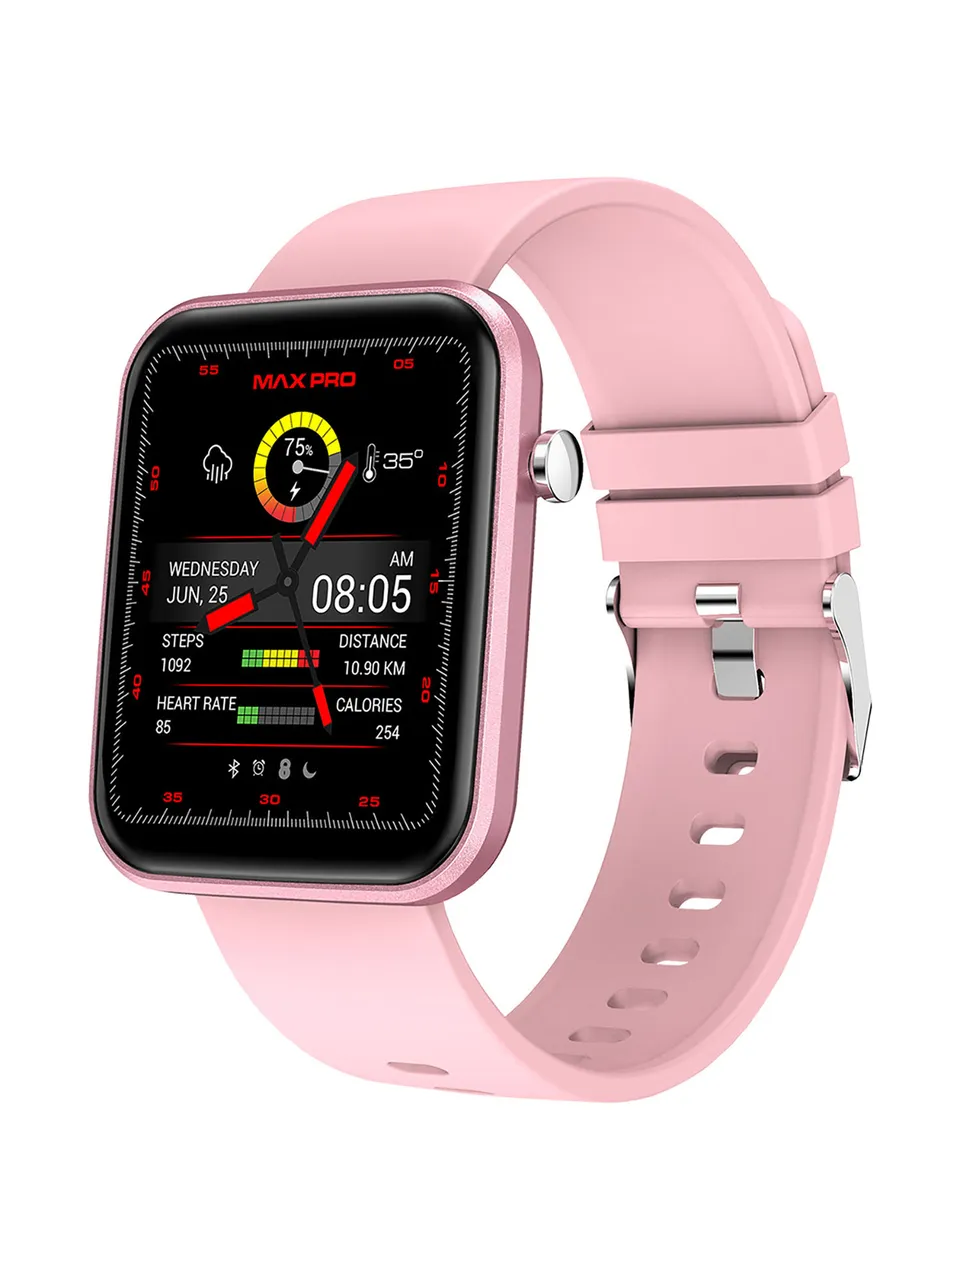 55
05
MAX PRO
75%
35°
50
10
WEDNESDAY
JUN, 25
AM
08:05
45
15
STEPS
1092
DISTANCE
10.90 KM
40
20
HEART RATE
85
CALORIES
254
35
30
25